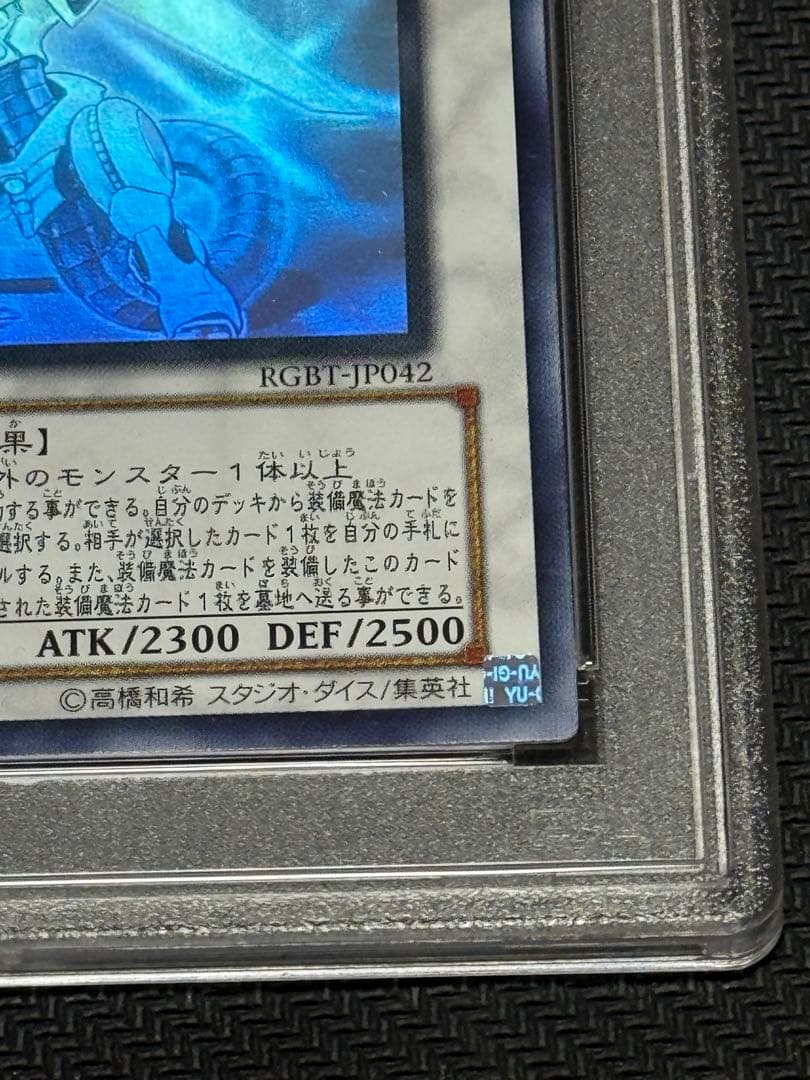 RGBT-JP042
果】
外のモンスター1体以上
する事ができる。自分のデッキから装備魔法カードを
選択する。相手が選択したカード1枚を自分の手札に
ルする。また、装備魔法カードを装備したこのカード
された装備魔法カード1枚を墓地へ送る事ができる。
ATK/2300 DEF/2500
©高橋和希 スタジオ・ダイス/集英社
YU-GI-